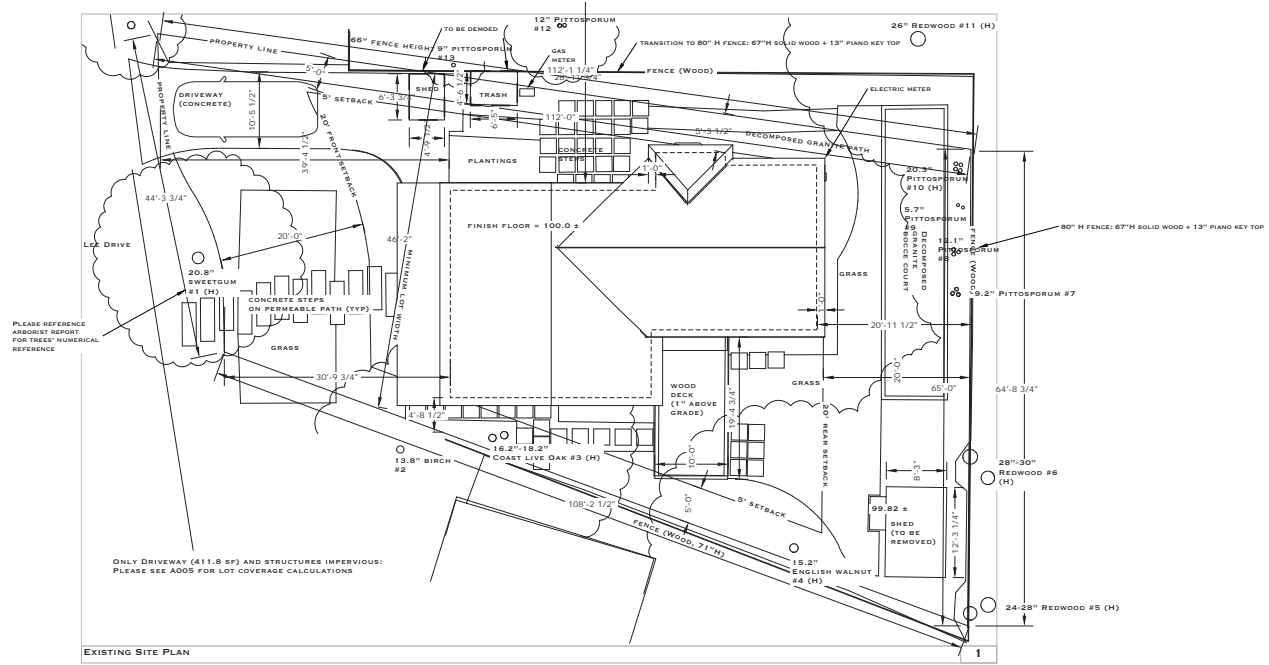 12" Pittosporum
#12
26" Redwood #11 (H)
To be demoed
66" Fence Height
9" Pittosporum
#13
Property Line
Gas
Meter
Transition to 80" H fence: 67"H solid wood + 13" piano key top
112'-1 1/4"
Fence (Wood)
5'-0"
Shed
Trash
Electric Meter
Driveway
(Concrete)
5' Setback
6'-3 3/4"
4'-6 1/2"
10'-5 1/2"
6'-5"
112'-0"
5'-3 1/2"
Decomposed Granite Path
Property Line
20' Front Setback
39'-4 1/2"
4'-9 1/2"
Plantings
Concrete
Steps
1'-0"
20.3"
Pittosporum
#10 (H)
44'-3 3/4"
5.7"
Pittosporum
#9
Finish Floor = 100.0 ±
80" H fence: 67"H solid wood + 13" piano key top
Lee Drive
20'-0"
46'-2"
Minimum Lot Width
12.1"
Pittosporum
#8
Decomposed
Granite
Bocce Court
Fence (Wood)
Grass
20.8"
Sweetgum
#1 (H)
9.2" Pittosporum #7
Concrete Steps
on Permeable Path (Typ)
Please reference
arborist report
for trees' numerical
reference
20'-11 1/2"
Grass
30'-9 3/4"
Wood
Deck
(1" above
grade)
Grass
20'-0"
65'-0"
64'-8 3/4"
4'-8 1/2"
19'-4 3/4"
20' Rear Setback
16.2"-18.2"
Coast Live Oak #3 (H)
13.8" Birch
#2
10'-0"
28"-30"
Redwood #6
(H)
8'-3"
5' Setback
5'-0"
108'-2 1/2"
99.82 ±
Shed
(To be
removed)
12'-3 1/4"
Fence (Wood, 71"H)
15.2"
English Walnut
#4 (H)
Only Driveway (411.8 sf) and structures impervious:
Please see A005 for lot coverage calculations
24-28" Redwood #5 (H)
Existing Site Plan
1